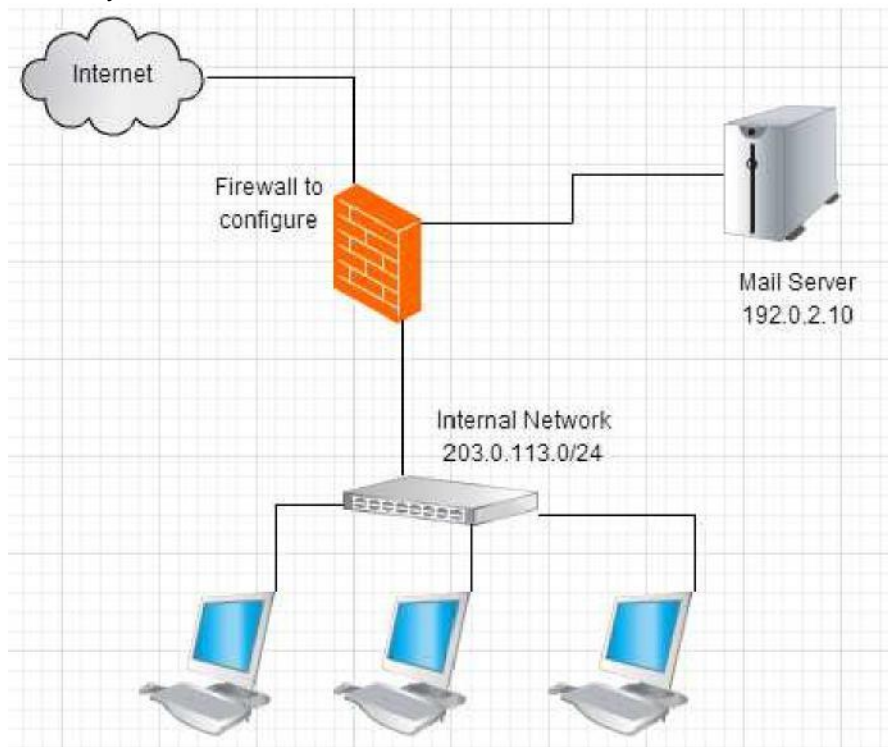 Internet
Firewall to
configure
Mail Server
192.0.2.10
Internal Network
203.0.113.0/24